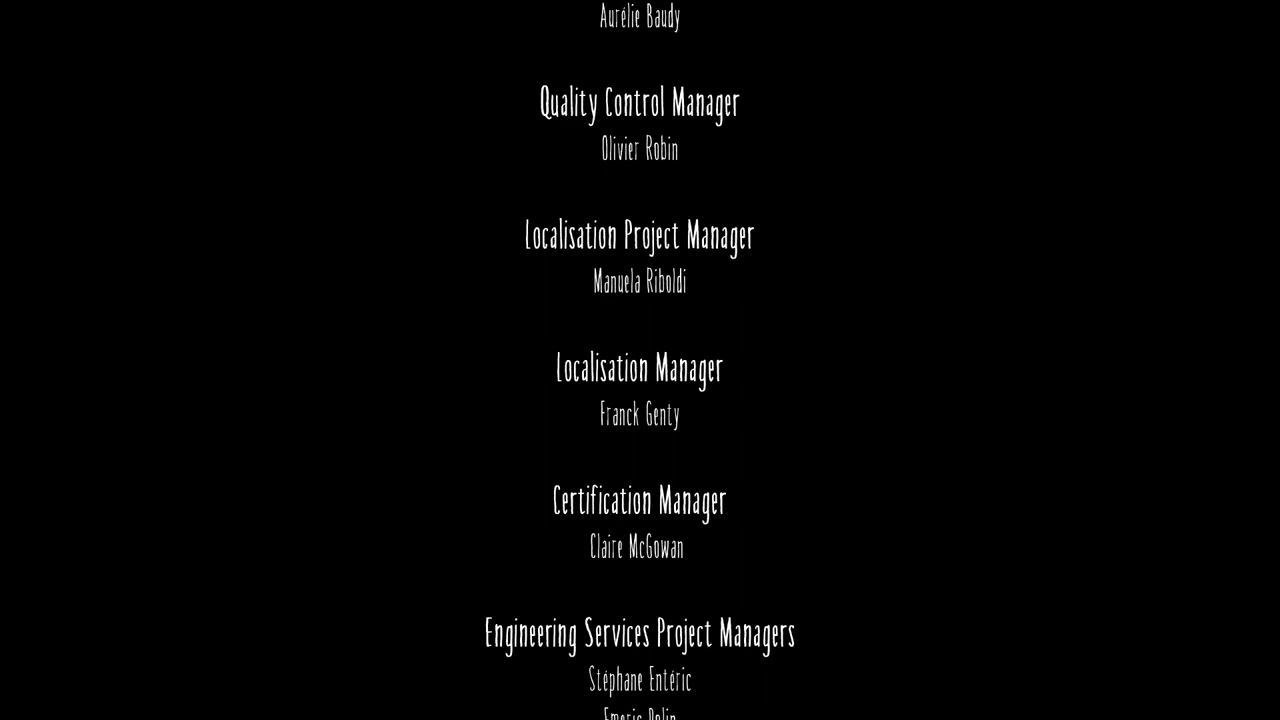 Aurélie Baudy
Quality Control Manager
Olivier Robin
Localisation Project Manager
Manuela Riboldi
Localisation Manager
Franck Genty
Certification Manager
Claire McGowan
Engineering Services Project Managers
Stéphane Entéric